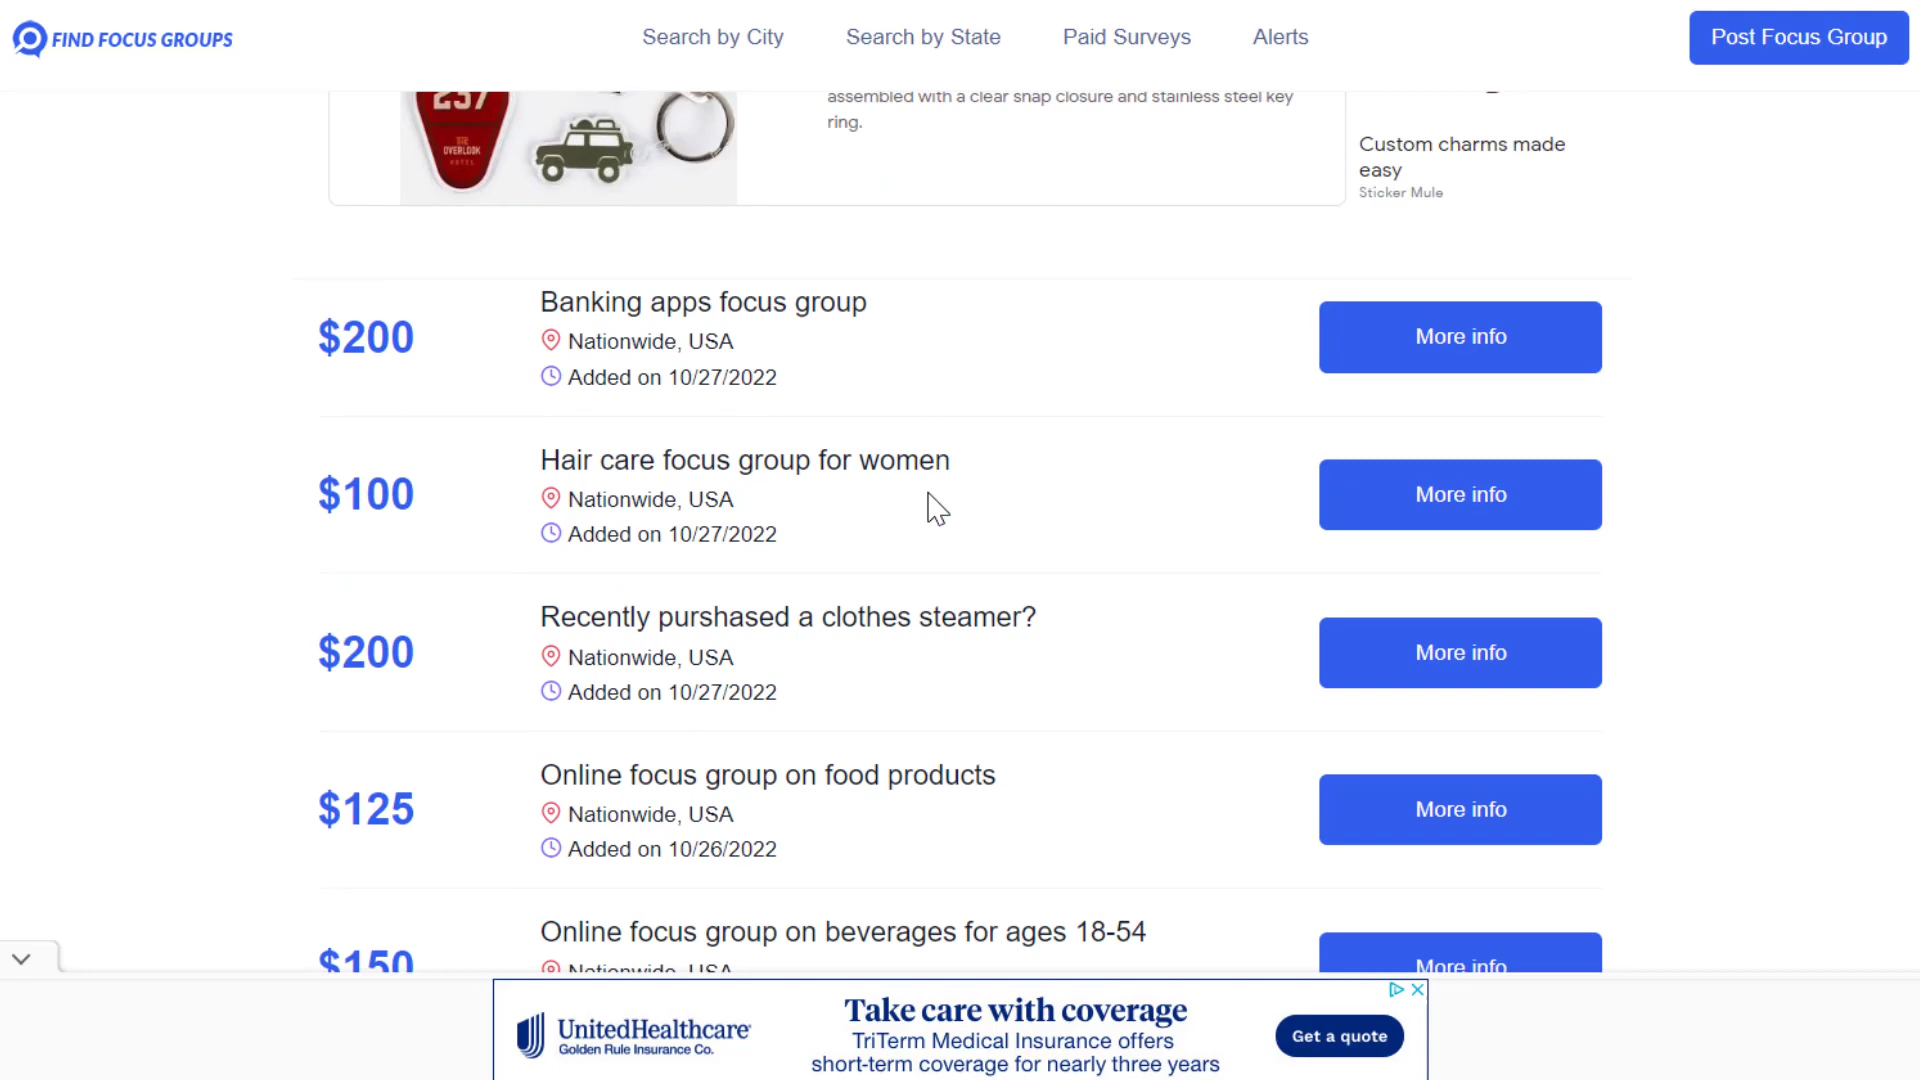 FIND FOCUS GROUPS
Search by City
Search by State
Paid Surveys
Alerts
Post Focus Group
237
THE
OVERLOOK
HOTEL
assembled with a clear snap closure and stainless steel key
ring.
Custom charms made
easy
Sticker Mule
$200
Banking apps focus group
Nationwide, USA
Added on 10/27/2022
More info
$100
Hair care focus group for women
Nationwide, USA
Added on 10/27/2022
More info
$200
Recently purshased a clothes steamer?
Nationwide, USA
Added on 10/27/2022
More info
$125
Online focus group on food products
Nationwide, USA
Added on 10/26/2022
More info
$150
Online focus group on beverages for ages 18-54
Nationwide, USA
More info
UnitedHealthcare
Golden Rule Insurance Co.
Take care with coverage
TriTerm Medical Insurance offers
short-term coverage for nearly three years
Get a quote